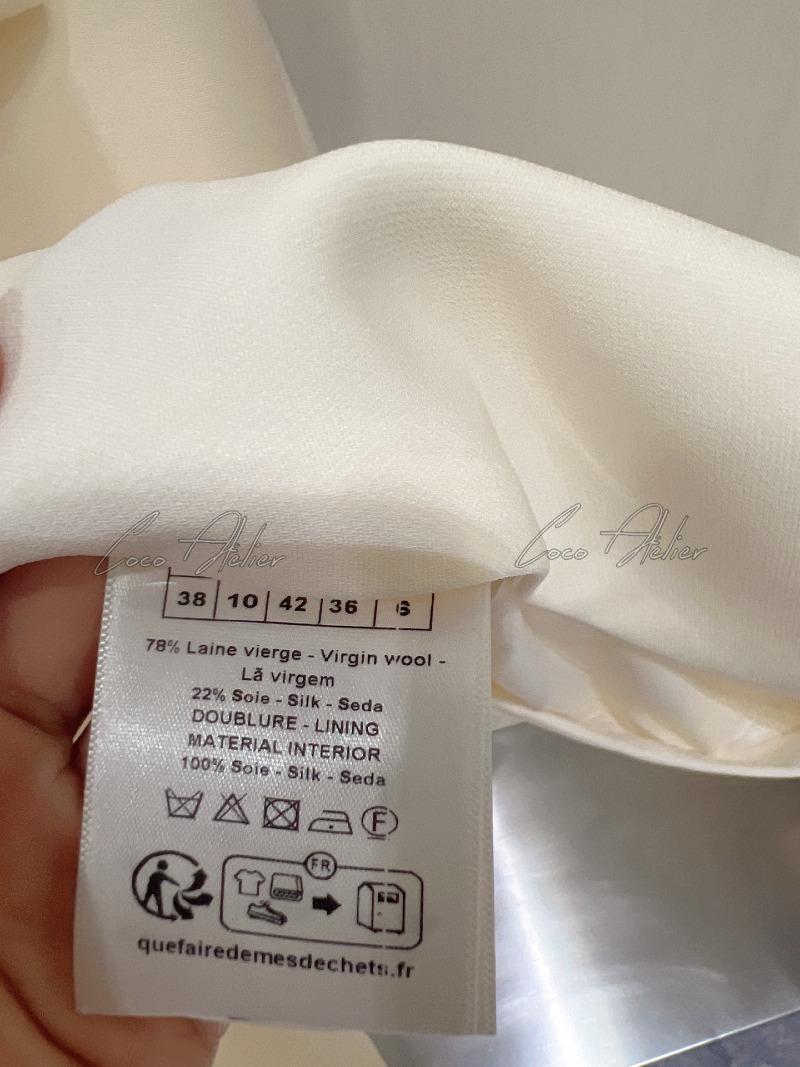 Coco Atelier Coco Atelier
38 10 42 36 6
78% Laine vierge - Virgin wool -
Lã virgem
22% Soie - Silk - Seda
DOUBLURE - LINING
MATERIAL INTERIOR
100% Soie - Silk - Seda
F
FR
quefairedemesdechets.fr